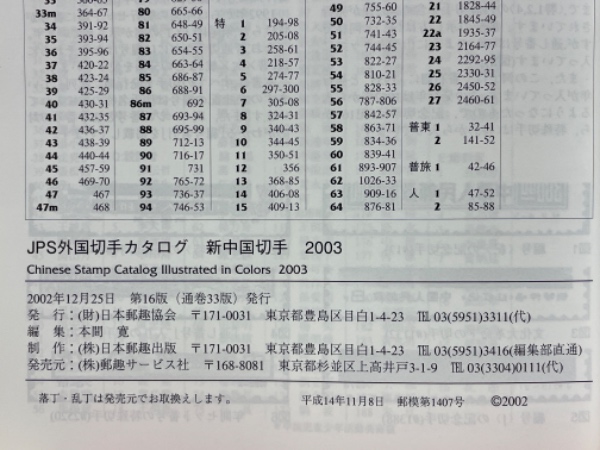 33m 364-67 80 665-66 49 755-60 21 1828-44
34 391-92 81 648-49 特 1 194-98 50 732-35 22 1845-49
35 393-94 82 650-51 2 205-08 51 741-43 22a 1935-37
36 395-96 83 654-55 3 258-61 52 744-45 23 2164-77
37 420-22 84 663-64 4 218-57 53 822-27 24 2292-95
38 423-24 85 686-87 5 274-77 54 810-21 25 2330-31
39 425-29 86 688-91 6 297-300 55 828-33 26 2450-52
40 430-31 86m 692 7 305-08 56 787-806 27 2460-61
41 432-35 87 693-94 8 324-31 57 842-57
42 436-37 88 695-99 9 340-43 58 863-71 普東 1 32-41
43 438-39 89 712-13 10 344-45 59 834-36 2 141-52
44 440-44 90 716-17 11 350-51 60 839-41
45 457-59 91 731 12 356 61 893-907 普旅 1 42-46
46 469-70 92 765-72 13 368-85 62 1026-33
47 467 93 736-37 14 406-08 63 909-16 人 1 47-52
47m 468 94 746-53 15 409-13 64 876-81 2 85-88
JPS外国切手カタログ 新中国切手 2003
Chinese Stamp Catalog Illustrated in Colors 2003
2002年12月25日 第16版（通巻33版）発行
発 行：(財)日本郵趣協会 〒171-0031 東京都豊島区目白1-4-23 ℡ 03(5951)3311(代)
編 集：本間 寛
制 作：(株)日本郵趣出版 〒171-0031 東京都豊島区目白1-4-23 ℡ 03(5951)3416(編集部直通)
発売元：(株)郵趣サービス社 〒168-8081 東京都杉並区上高井戸3-1-9 ℡ 03(3304)0111(代)
落丁・乱丁は発売元でお取換えします。 平成14年11月8日 郵模第1407号 ©2002